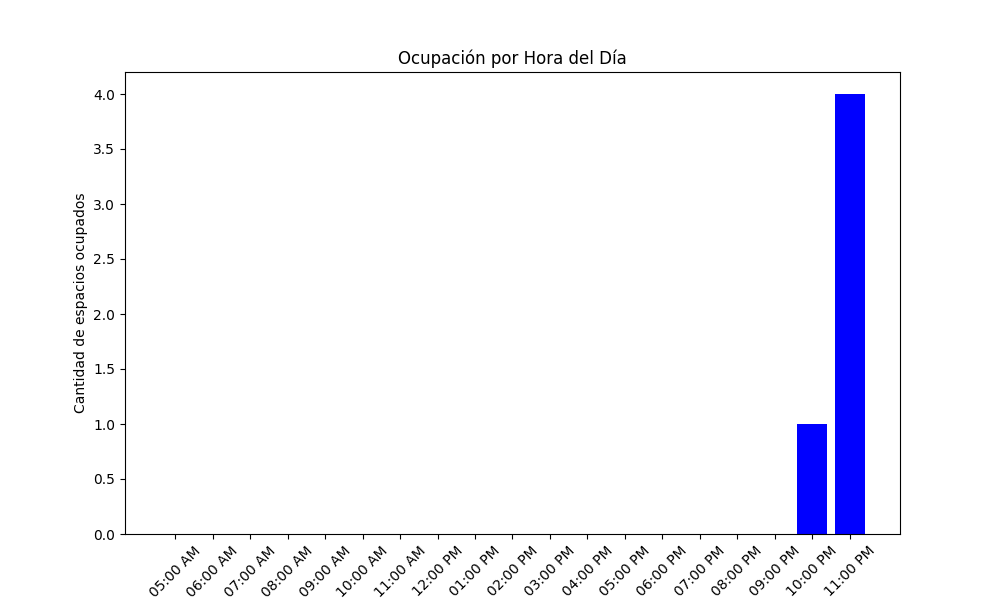 Ocupación por Hora del Día
Cantidad de espacios ocupados
4.0
3.5
3.0
2.5
2.0
1.5
1.0
0.5
0.0
05:00 AM
06:00 AM
07:00 AM
08:00 AM
09:00 AM
10:00 AM
11:00 AM
12:00 PM
01:00 PM
02:00 PM
03:00 PM
04:00 PM
05:00 PM
06:00 PM
07:00 PM
08:00 PM
09:00 PM
10:00 PM
11:00 PM